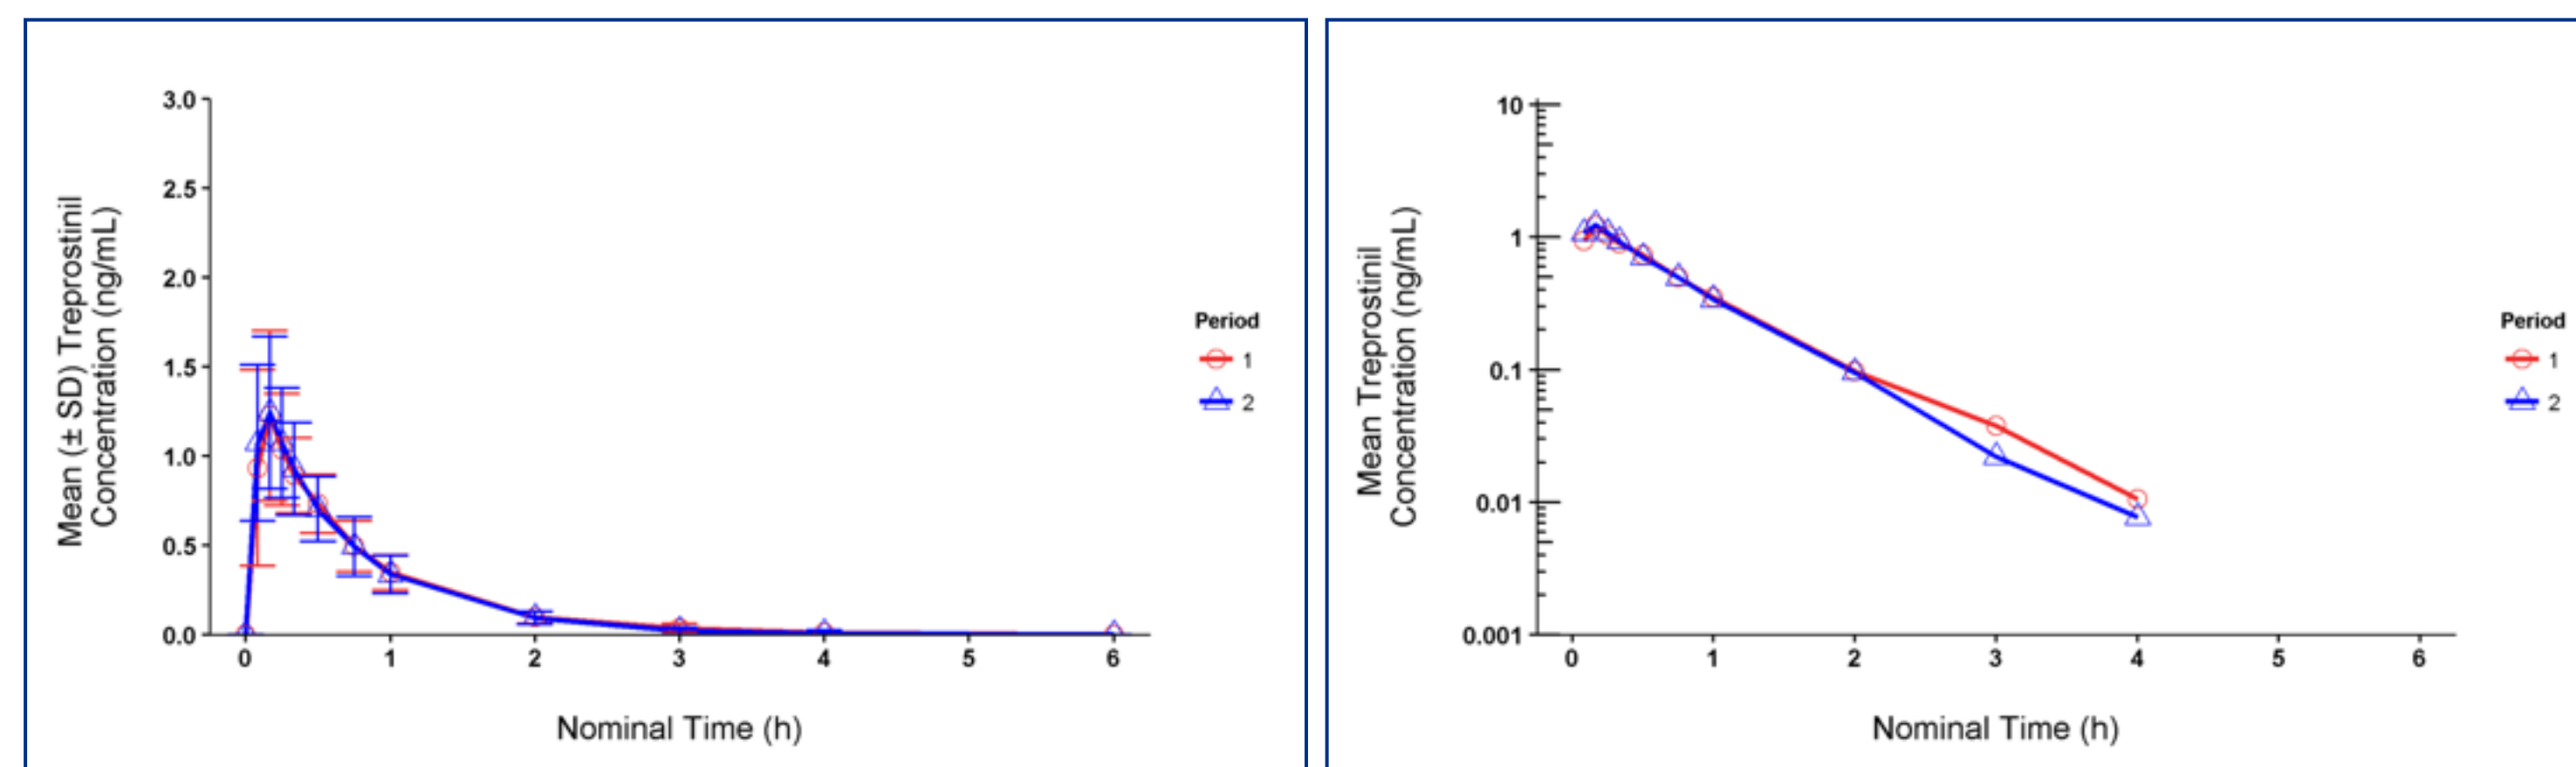 3.0
2.5
2.0
1.5
1.0
0.5
0.0
Mean (± SD) Treprostinil
Concentration (ng/mL)
0 1 2 3 4 5 6
Nominal Time (h)
Period
1
2
10
1
0.1
0.01
0.001
Mean Treprostinil
Concentration (ng/mL)
0 1 2 3 4 5 6
Nominal Time (h)
Period
1
2